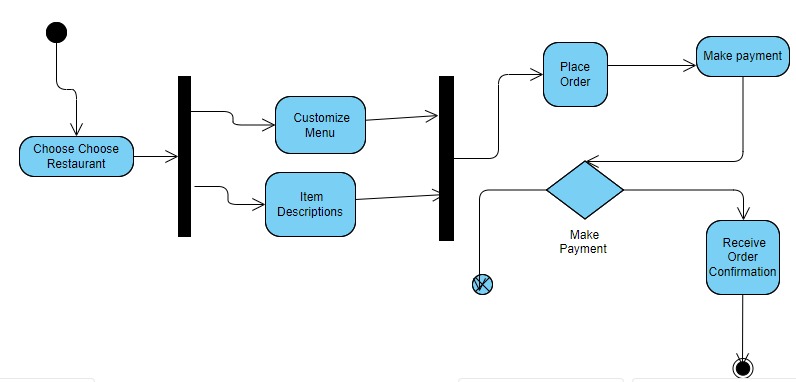 Choose Choose
Restaurant
Customize
Menu
Item
Descriptions
Place
Order
Make payment
Make
Payment
Receive
Order
Confirmation